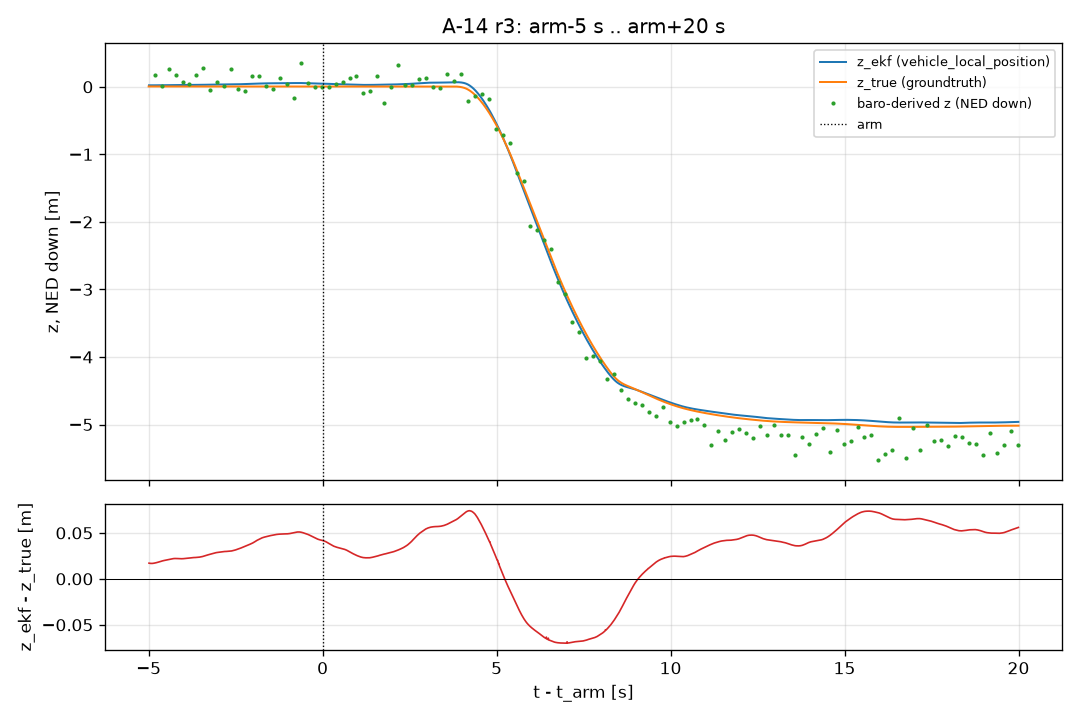 A-14 r3: arm-5 s .. arm+20 s
z_ekf (vehicle_local_position)
z_true (groundtruth)
baro-derived z (NED down)
arm
z, NED down [m]
0
−1
−2
−3
−4
−5
z_ekf - z_true [m]
0.05
0.00
−0.05
−5
0
5
10
15
20
t - t_arm [s]